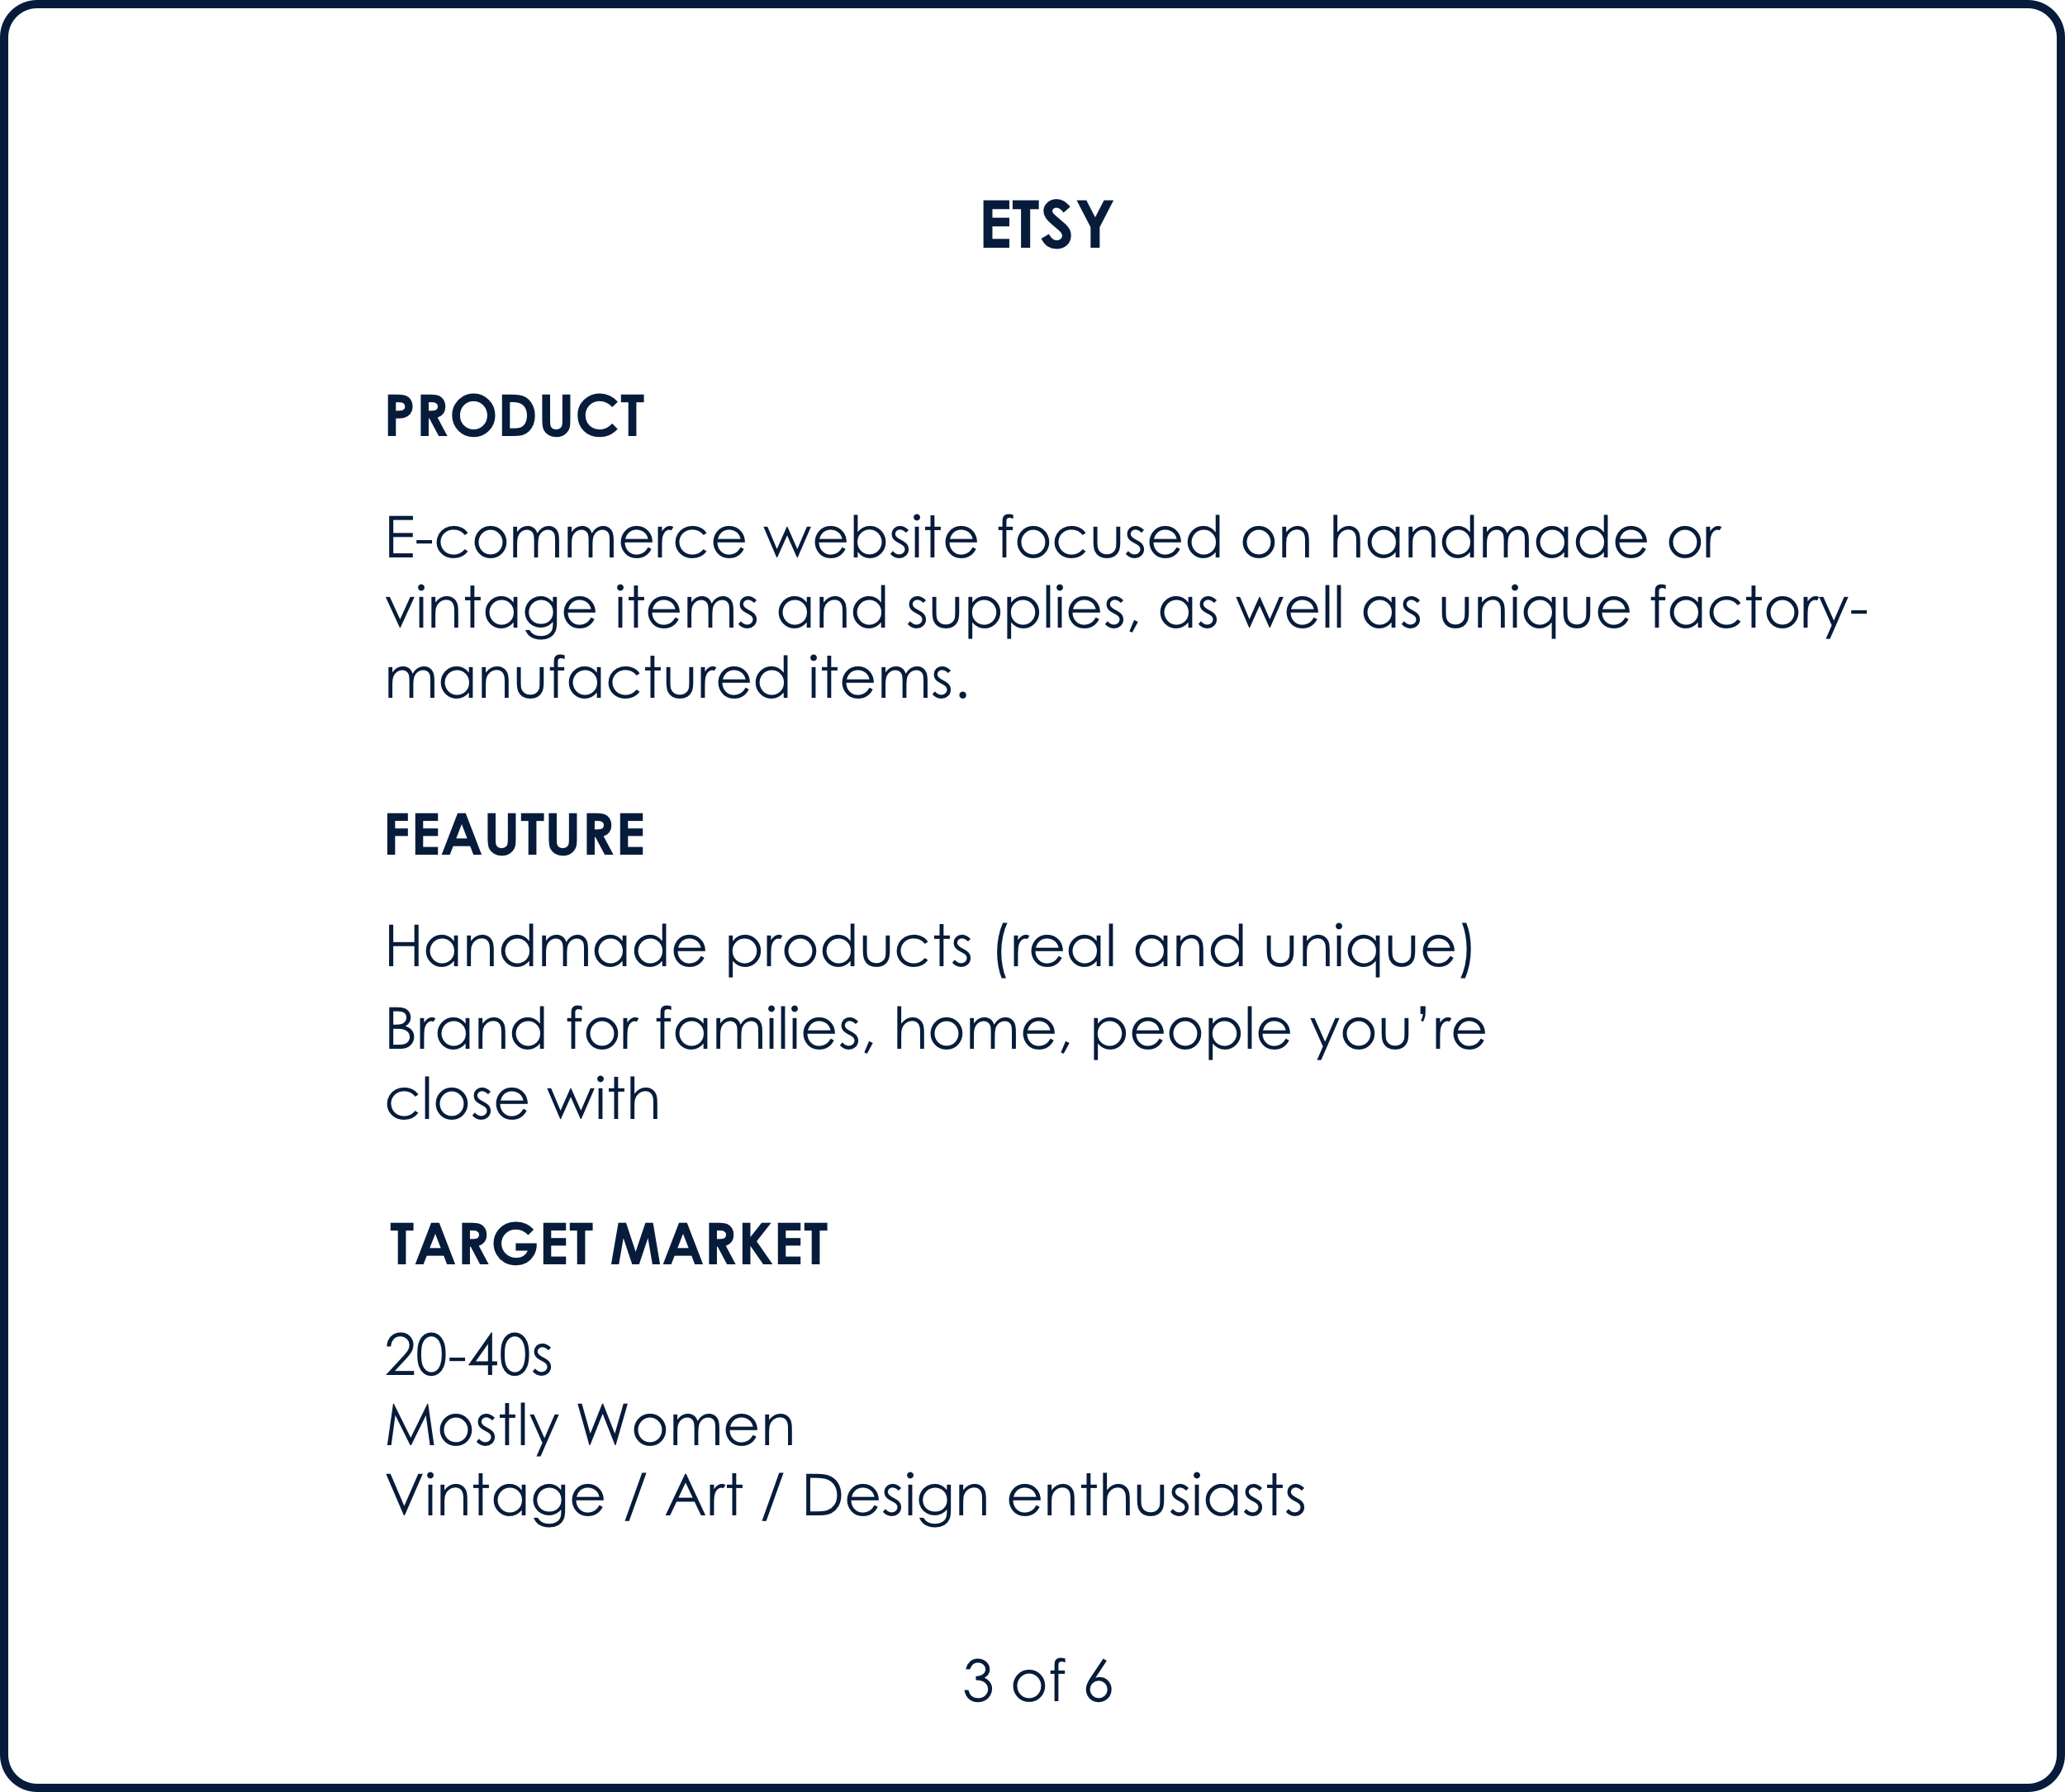 ETSY
PRODUCT
E-commerce website focused on handmade or
vintage items and supplies, as well as unique factory-
manufactured items.
FEAUTURE
Handmade products (real and unique)
Brand for families, home, people you're
close with
TARGET MARKET
20-40s
Mostly Women
Vintage / Art / Design enthusiasts
3 of 6